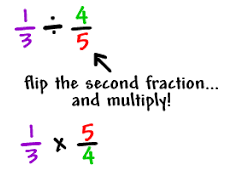 1/3 ÷ 4/5
flip the second fraction...
and multiply!
1/3 x 5/4